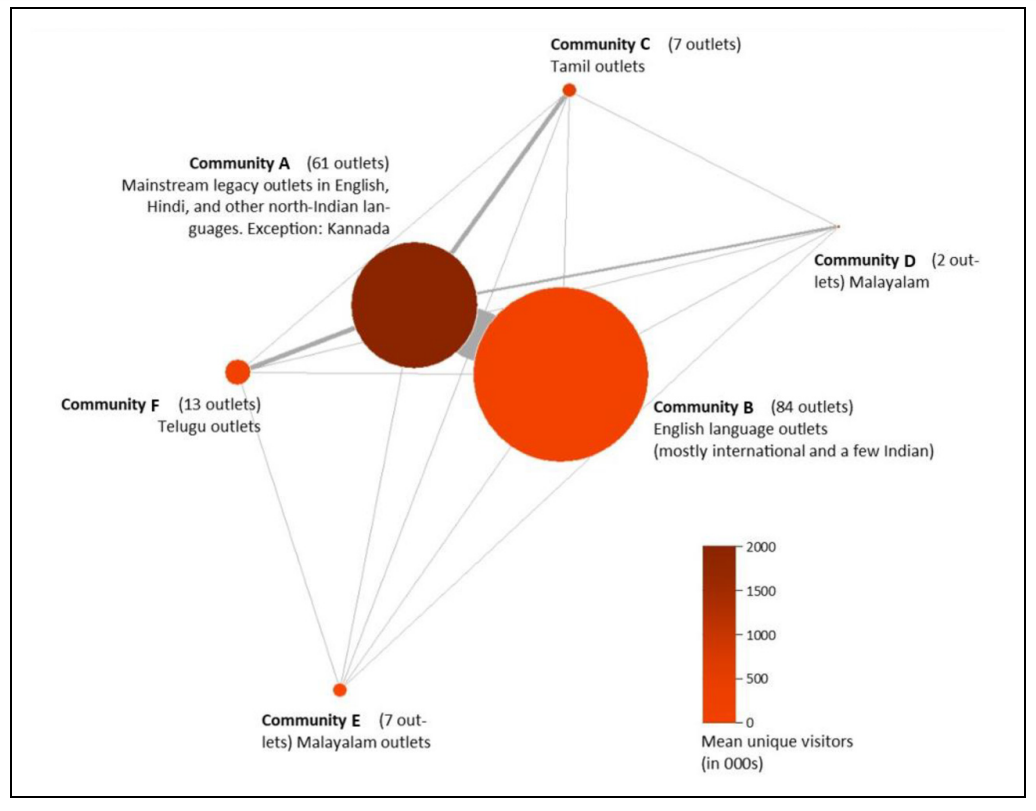 Community C (7 outlets)
Tamil outlets
Community A (61 outlets)
Mainstream legacy outlets in English,
Hindi, and other north-Indian lan-
guages. Exception: Kannada
Community D (2 out-
lets) Malayalam
Community F (13 outlets)
Telugu outlets
Community B (84 outlets)
English language outlets
(mostly international and a few Indian)
2000
1500
1000
500
0
Mean unique visitors
(in 000s)
Community E (7 out-
lets) Malayalam outlets